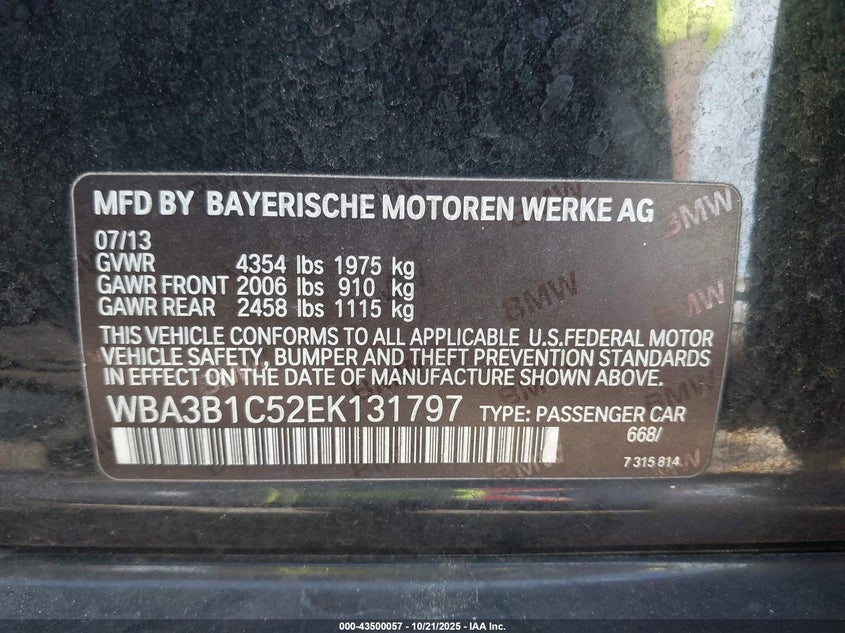 MFD BY BAYERISCHE MOTOREN WERKE AG
07/13
GVWR 4354 lbs 1975 kg
GAWR FRONT 2006 lbs 910 kg
GAWR REAR 2458 lbs 1115 kg
THIS VEHICLE CONFORMS TO ALL APPLICABLE U.S.FEDERAL MOTOR
VEHICLE SAFETY, BUMPER AND THEFT PREVENTION STANDARDS
IN EFFECT ON THE DATE OF MANUFACTURE SHOWN ABOVE.
WBA3B1C52EK131797 TYPE: PASSENGER CAR
668/
7 315 814
BMW
BMW
BMW
000-43500057 - 10/21/2025 - IAA Inc.